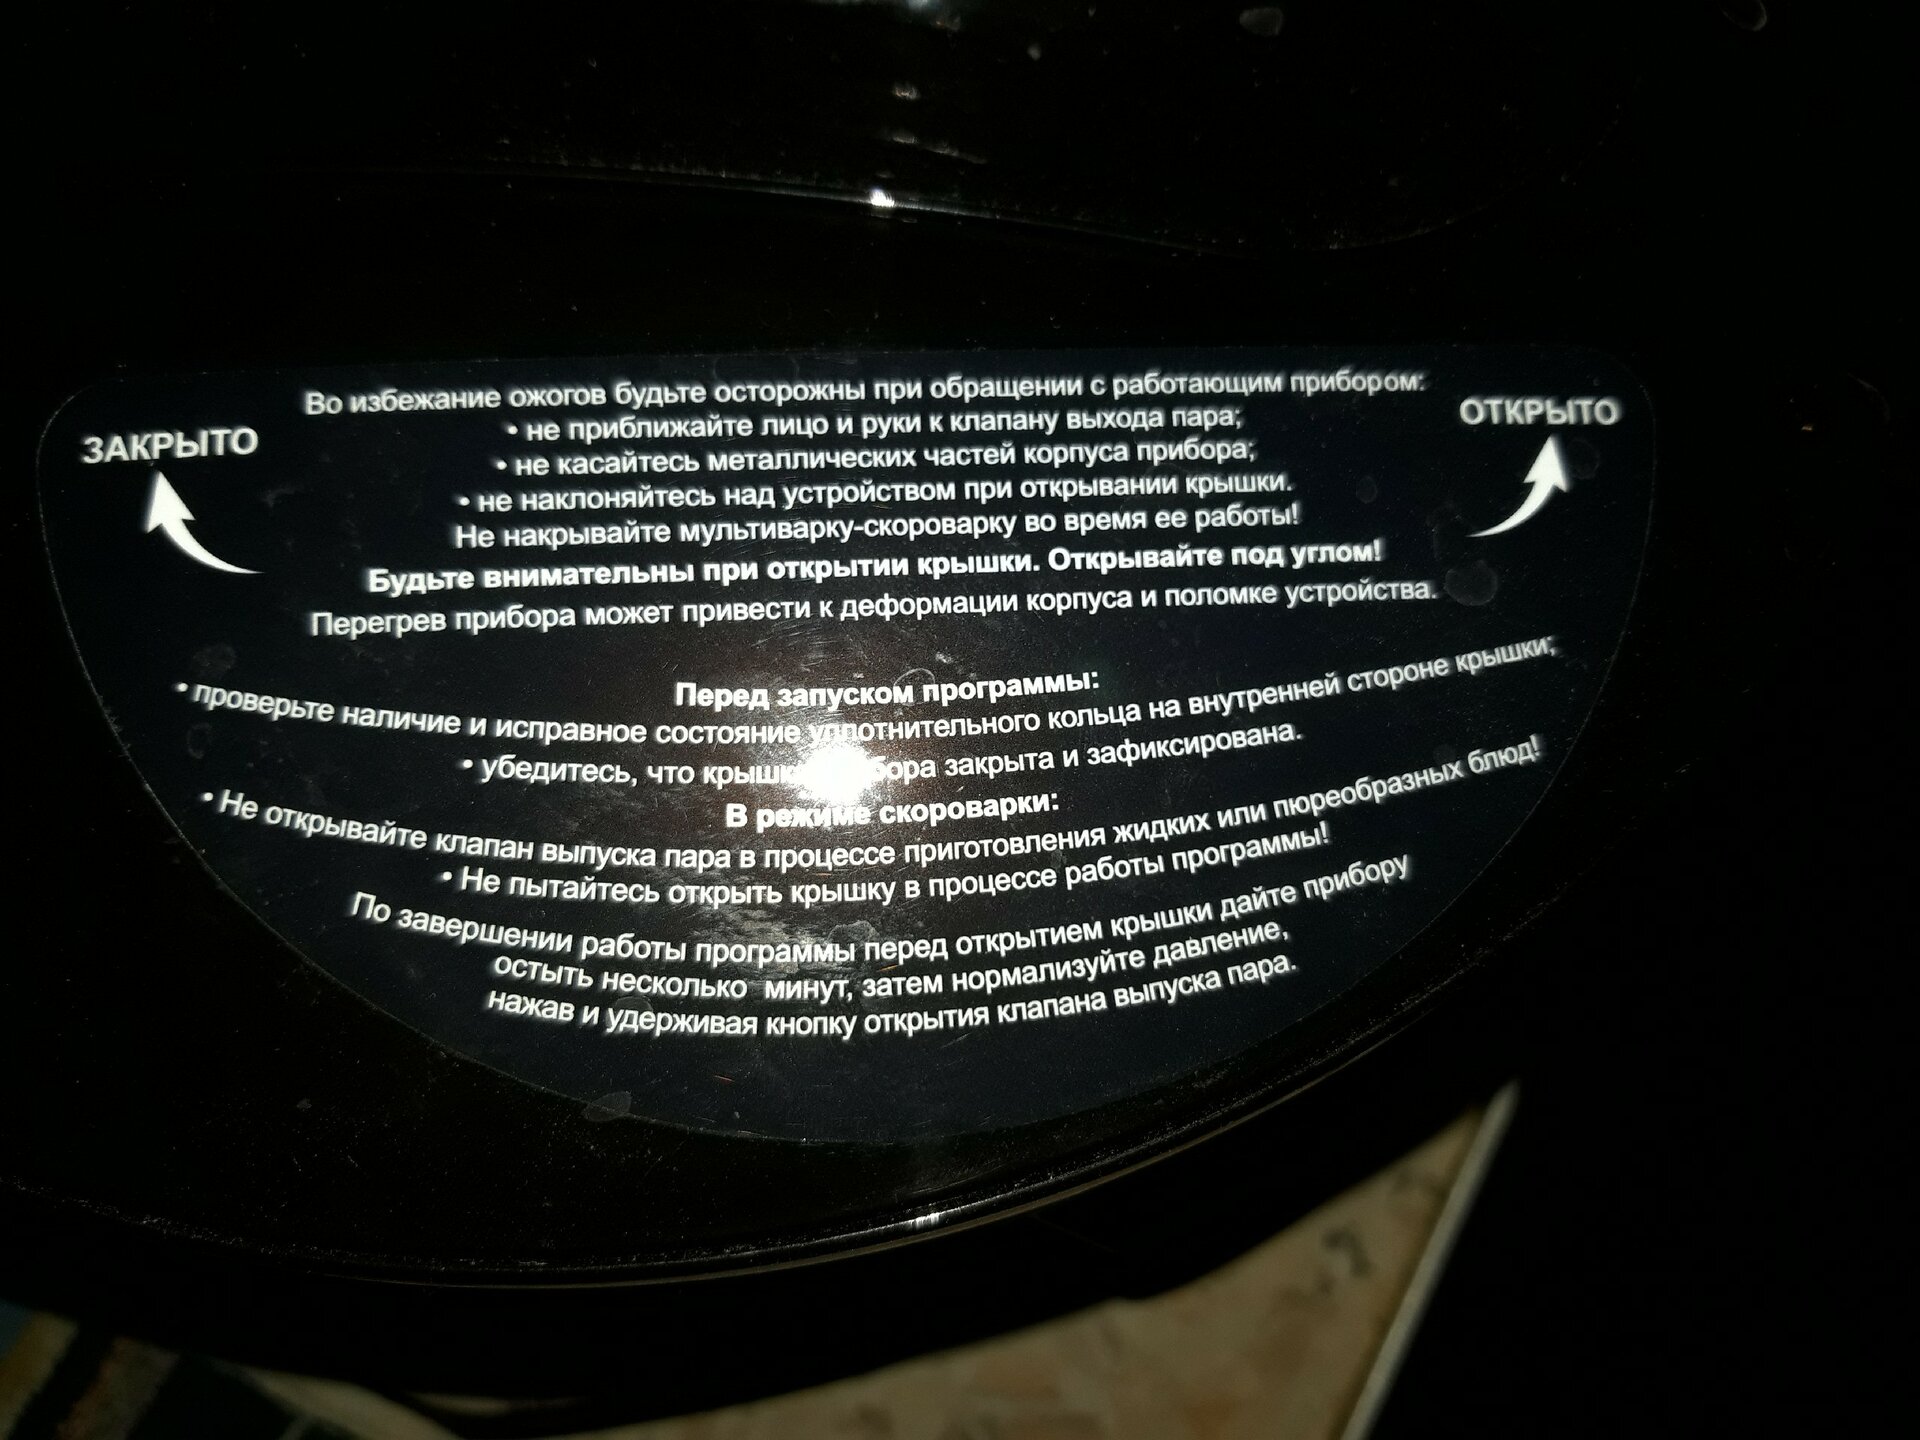 Во избежание ожогов будьте осторожны при обращении с работающим прибором:
ЗАКРЫТО
ОТКРЫТО
• не приближайте лицо и руки к клапану выхода пара;
• не касайтесь металлических частей корпуса прибора;
• не наклоняйтесь над устройством при открывании крышки.
Не накрывайте мультиварку-скороварку во время ее работы!
Будьте внимательны при открытии крышки. Открывайте под углом!
Перегрев прибора может привести к деформации корпуса и поломке устройства.
Перед запуском программы:
• проверьте наличие и исправное состояние уплотнительного кольца на внутренней стороне крышки;
• убедитесь, что закрыта и зафиксирована.
В режиме скороварки:
• Не открывайте клапан выпуска пара в процессе приготовления жидких или пюреобразных блюд!
• Не пытайтесь открыть крышку в процессе работы программы!
По завершении работы программы перед открытием крышки дайте прибору
остыть несколько минут, затем нормализуйте давление,
нажав и удерживая кнопку открытия клапана выпуска пара.